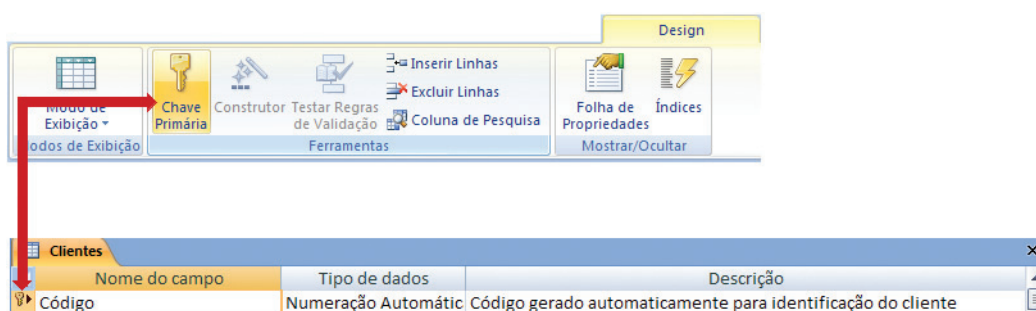 Design
Modo de Exibição
Chave Primária
Construtor
Testar Regras de Validação
Inserir Linhas
Excluir Linhas
Coluna de Pesquisa
Folha de Propriedades
Índices
odos de Exibição
Ferramentas
Mostrar/Ocultar
Clientes
Nome do campo Tipo de dados Descrição
Código Numeração Automátic Código gerado automaticamente para identificação do cliente